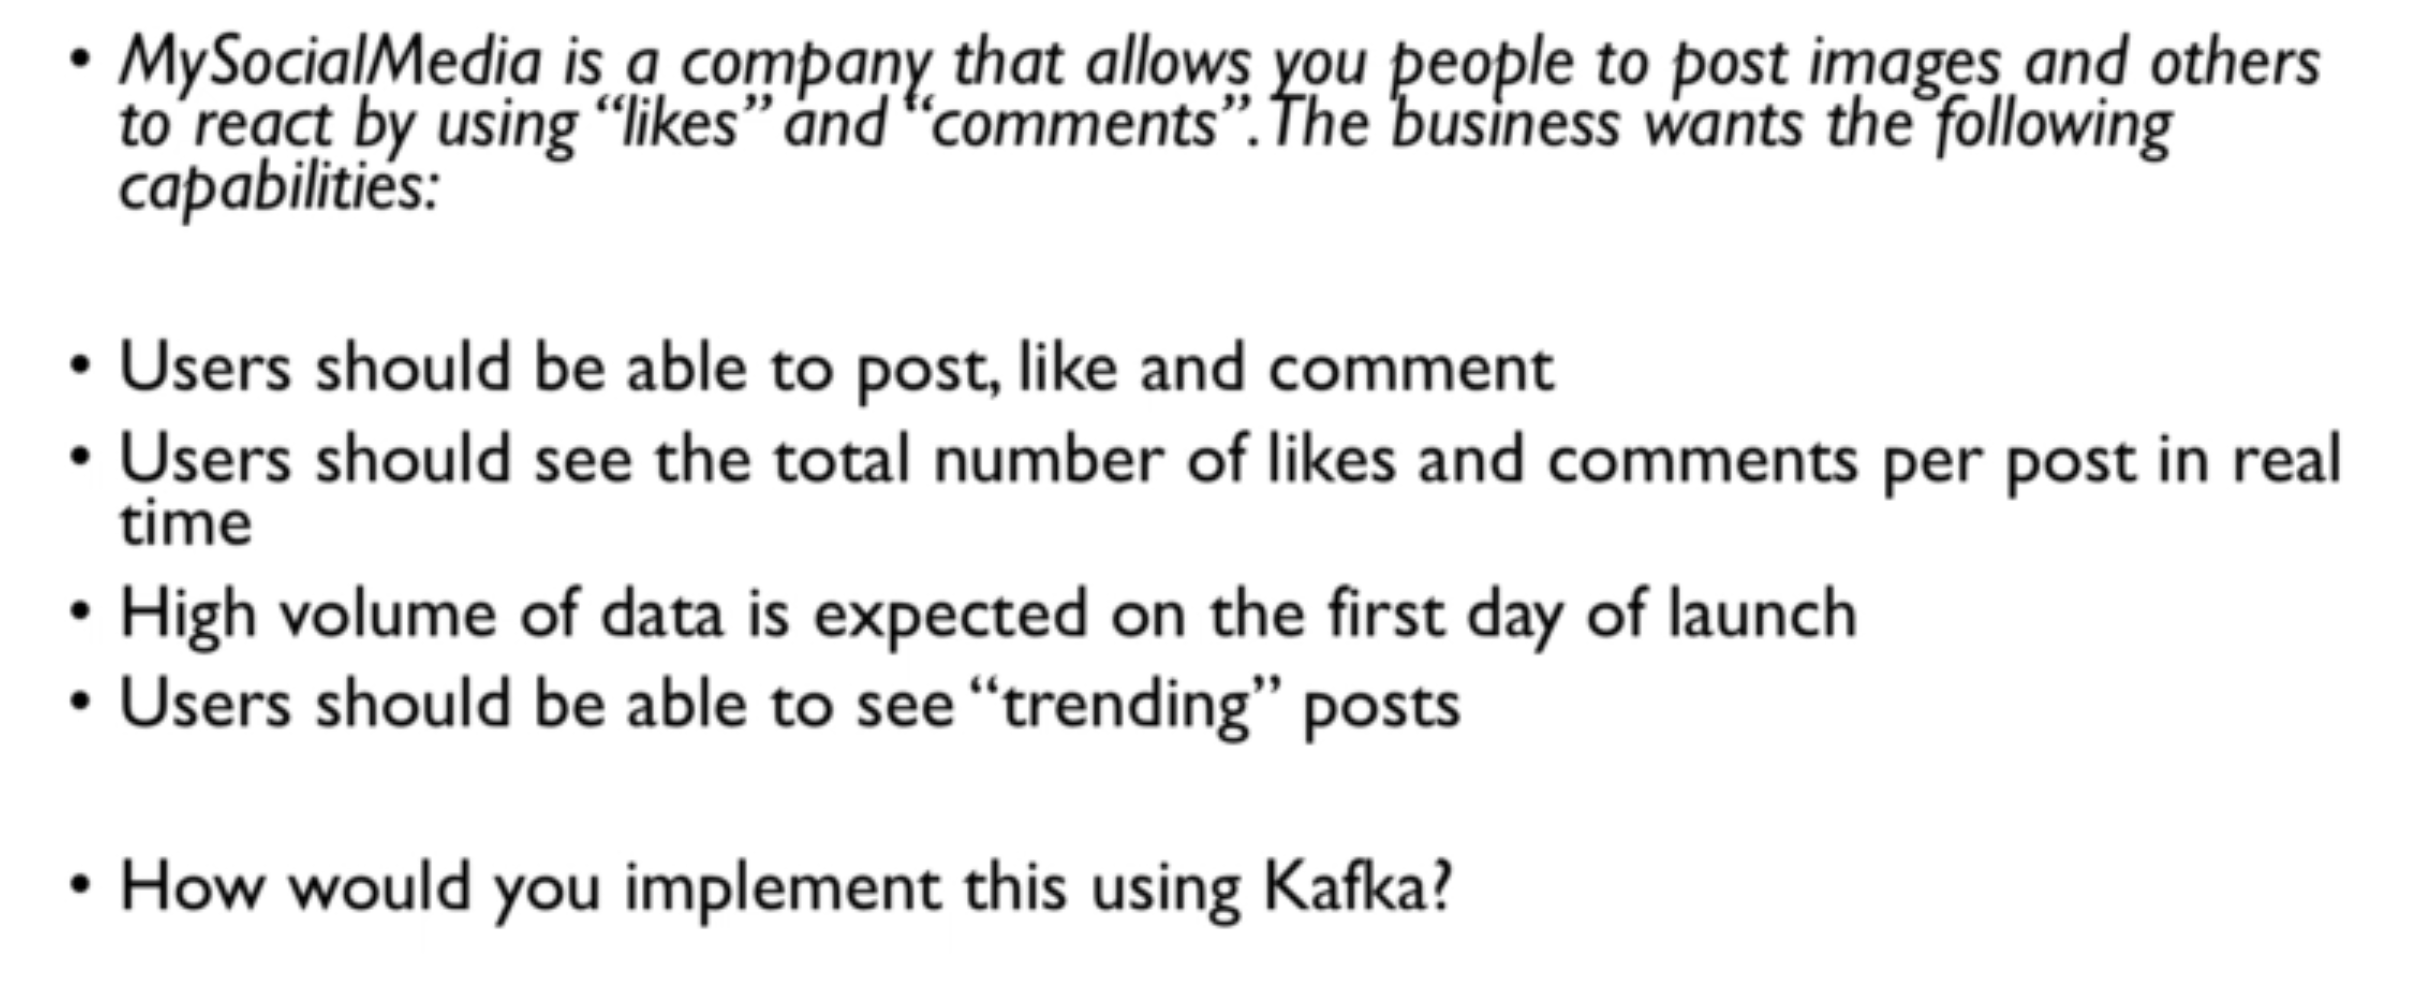 • MySocialMedia is a company that allows you people to post images and others
to react by using “likes” and “comments”. The business wants the following
capabilities:
• Users should be able to post, like and comment
• Users should see the total number of likes and comments per post in real
time
• High volume of data is expected on the first day of launch
• Users should be able to see “trending” posts
• How would you implement this using Kafka?